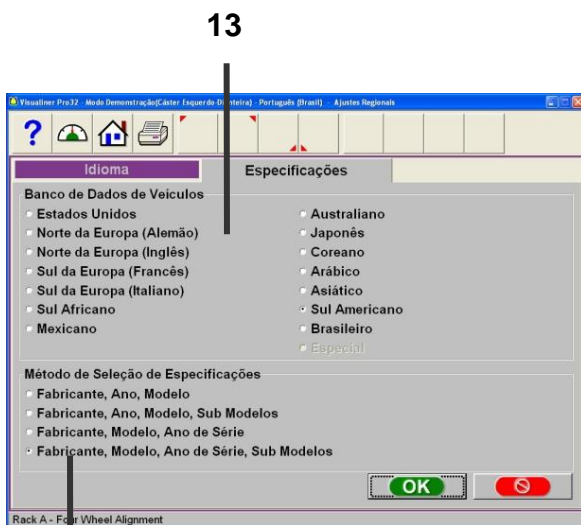 13
Visualiner Pro32 - Modo Demonstração(Cáster Esquerdo Dianteira) - Português (Brasil) - Ajustes Regionais
?
Idioma
Especificações
Banco de Dados de Veículos
Estados Unidos
Norte da Europa (Alemão)
Norte da Europa (Inglês)
Sul da Europa (Francês)
Sul da Europa (Italiano)
Sul Africano
Mexicano
Australiano
Japonês
Coreano
Arábico
Asiático
Sul Americano
Brasileiro
Especial
Método de Seleção de Especificações
Fabricante, Ano, Modelo
Fabricante, Ano, Modelo, Sub Modelos
Fabricante, Modelo, Ano de Série
Fabricante, Modelo, Ano de Série, Sub Modelos
OK
Rack A - Four Wheel Alignment